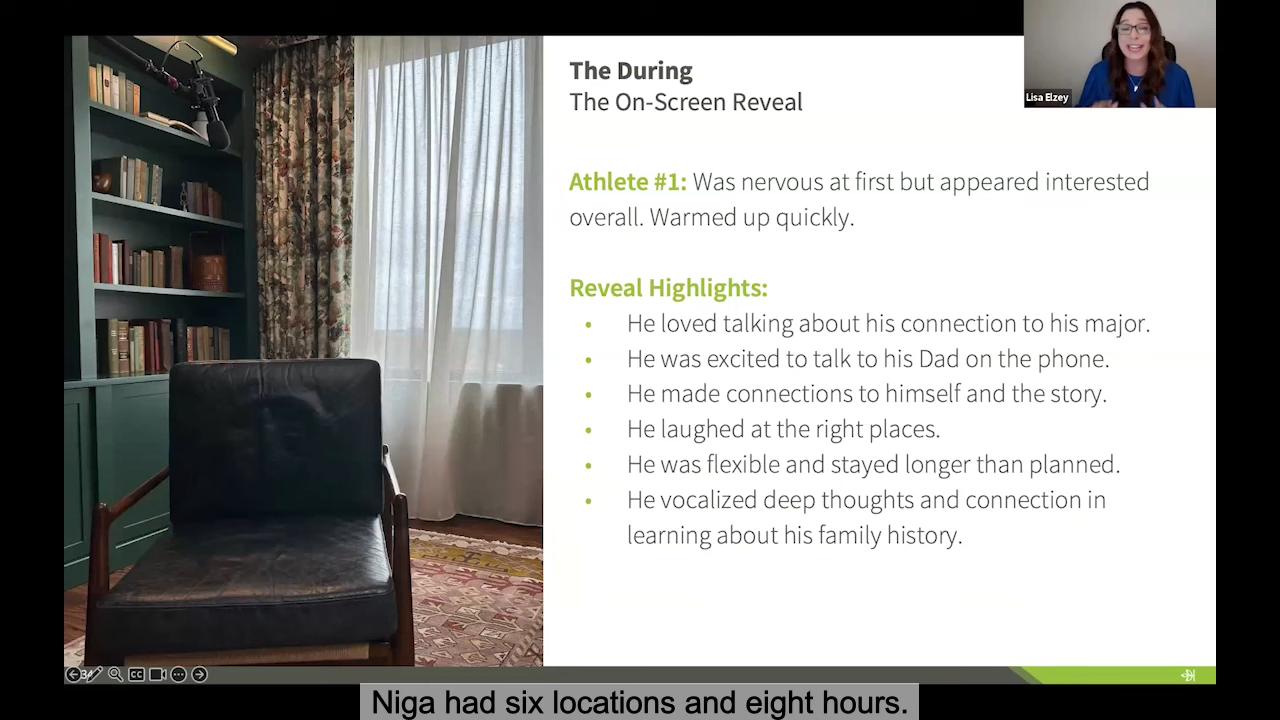 The During
The On-Screen Reveal
Lisa Elzey
Athlete #1: Was nervous at first but appeared interested
overall. Warmed up quickly.
Reveal Highlights:
• He loved talking about his connection to his major.
• He was excited to talk to his Dad on the phone.
• He made connections to himself and the story.
• He laughed at the right places.
• He was flexible and stayed longer than planned.
• He vocalized deep thoughts and connection in
learning about his family history.
CC
Niga had six locations and eight hours.